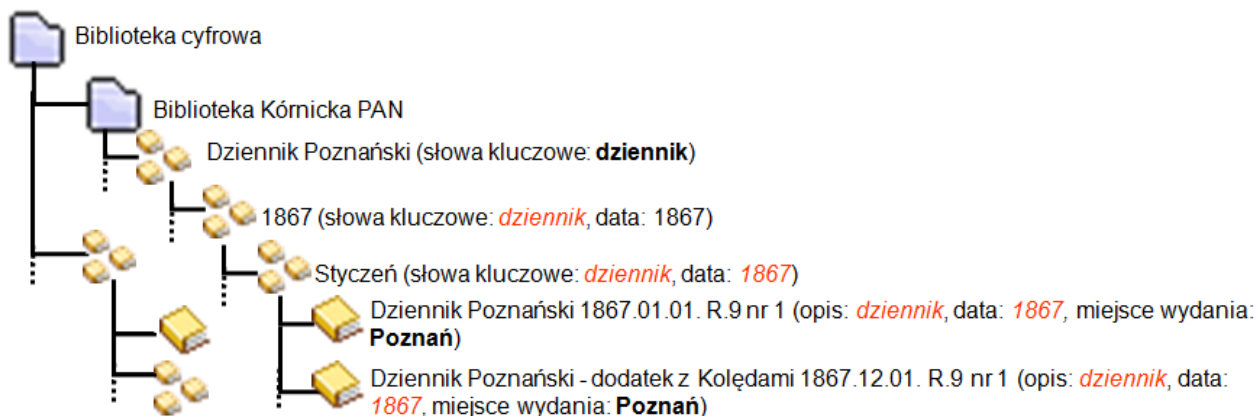 Biblioteka cyfrowa
Biblioteka Kórnicka PAN
Dziennik Poznański (słowa kluczowe: dziennik)
1867 (słowa kluczowe: dziennik, data: 1867)
Styczeń (słowa kluczowe: dziennik, data: 1867)
Dziennik Poznański 1867.01.01. R.9 nr 1 (opis: dziennik, data: 1867, miejsce wydania:
Poznań)
Dziennik Poznański - dodatek z Kolędami 1867.12.01. R.9 nr 1 (opis: dziennik, data:
1867, miejsce wydania: Poznań)